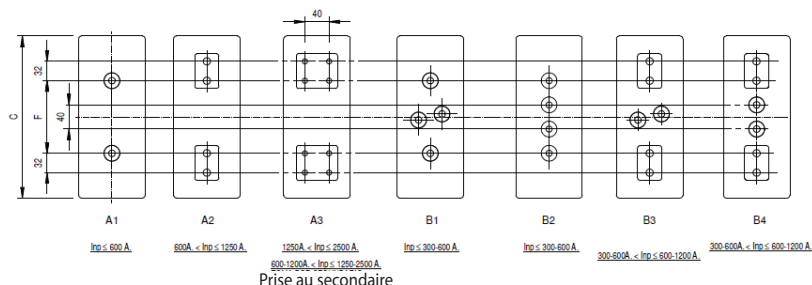 40
32
C
F
40
32
A1
A2
A3
B1
B2
B3
B4
Inp ≤ 600 A.
600A. < Inp ≤ 1250 A.
1250A. < Inp ≤ 2500 A.
600-1200A. < Inp ≤ 1250-2500 A.
Inp ≤ 300-600 A.
Inp ≤ 300-600 A.
300-600A. < Inp ≤ 600-1200 A.
300-600A. < Inp ≤ 600-1200 A.
Prise au secondaire